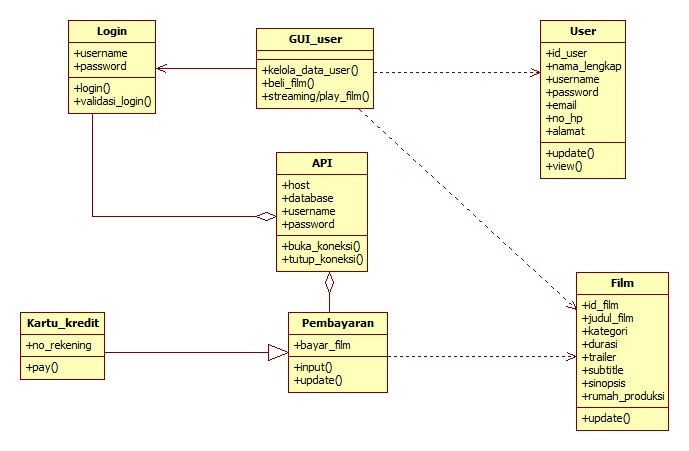 Login
+username
+password
+login()
+validasi_login()
GUI_user
+kelola_data_user()
+beli_film()
+streaming/play_film()
User
+id_user
+nama_lengkap
+username
+password
+email
+no_hp
+alamat
+update()
+view()
API
+host
+database
+username
+password
+buka_koneksi()
+tutup_koneksi()
Kartu_kredit
+no_rekening
+pay()
Pembayaran
+bayar_film
+input()
+update()
Film
+id_film
+judul_film
+kategori
+durasi
+trailer
+subtitle
+sinopsis
+rumah_produksi
+update()